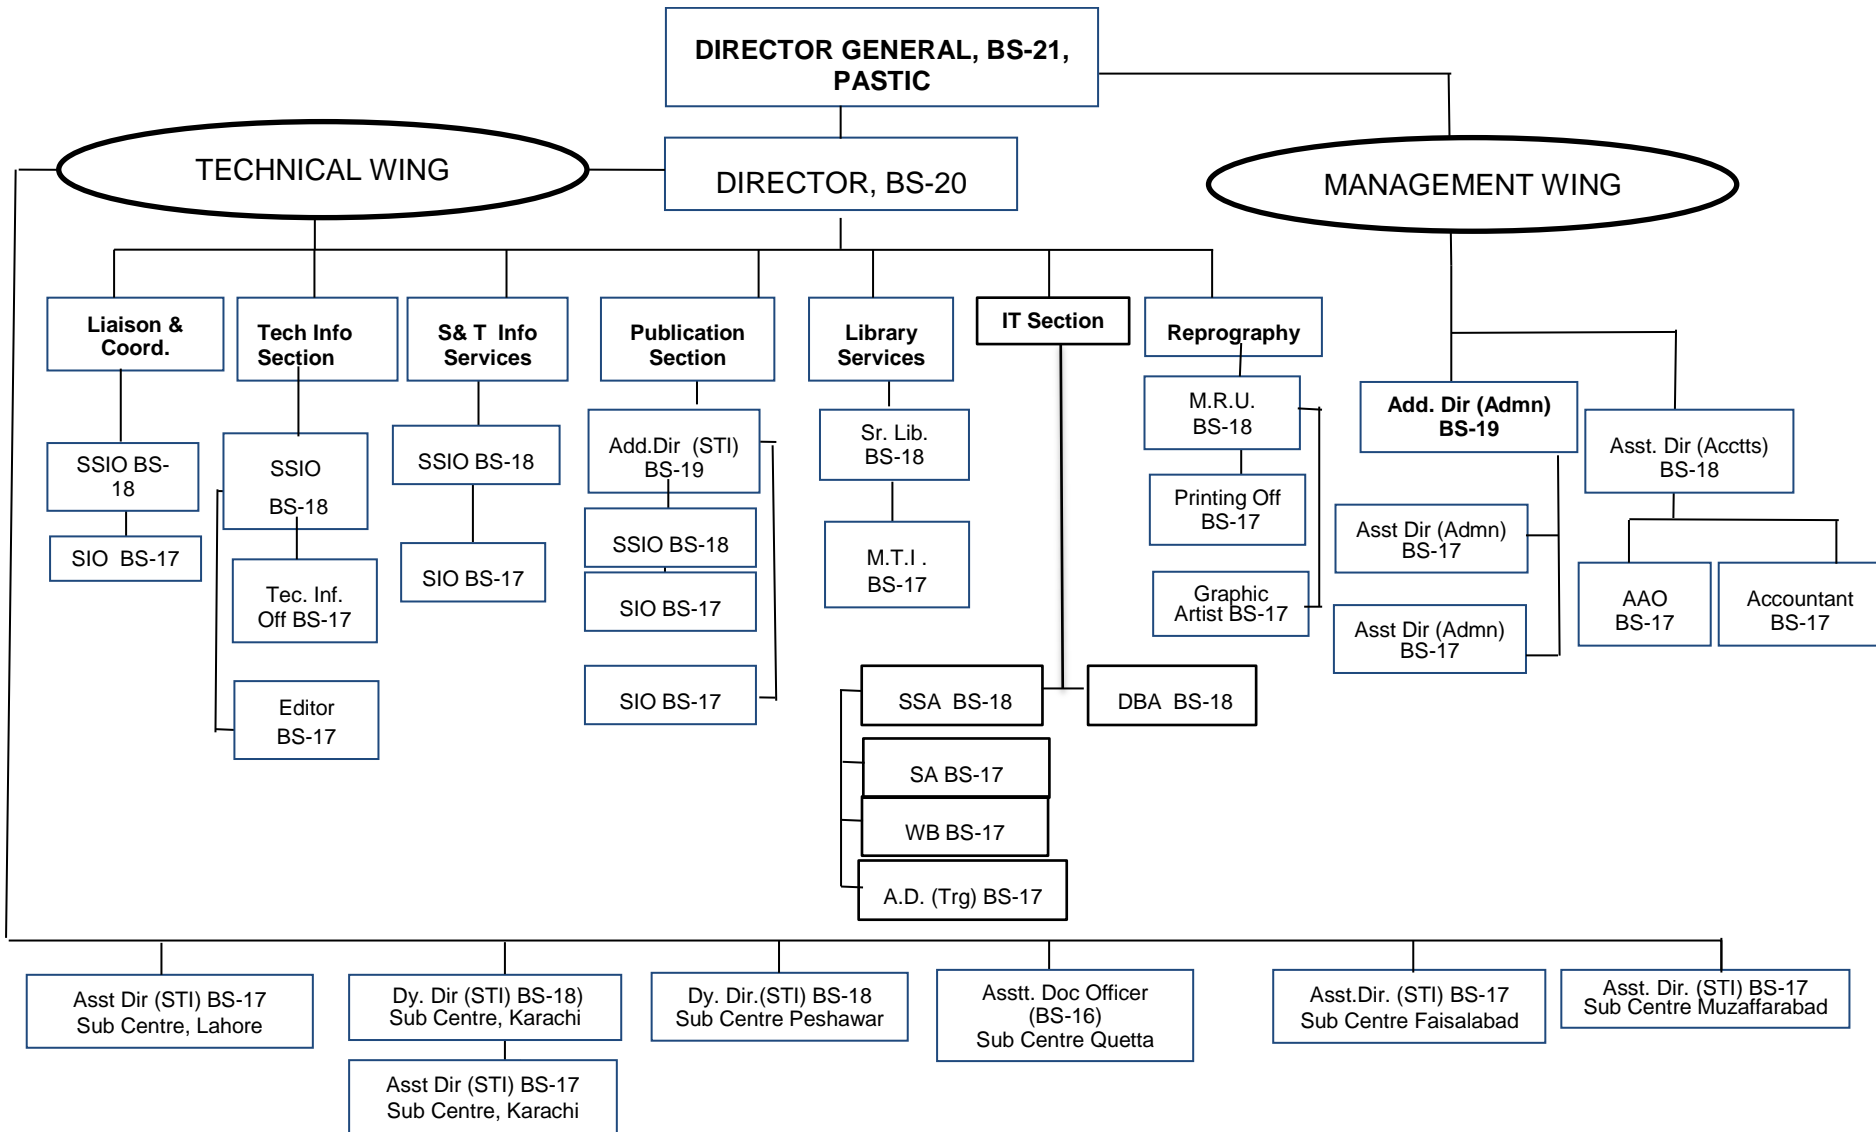 DIRECTOR GENERAL, BS-21,
PASTIC
TECHNICAL WING
DIRECTOR, BS-20
MANAGEMENT WING
Liaison &
Coord.
Tech Info
Section
S& T Info
Services
Publication
Section
Library
Services
IT Section
Reprography
SSIO BS-
18
SIO BS-17
SSIO
BS-18
Tec. Inf.
Off BS-17
Editor
BS-17
SSIO BS-18
SIO BS-17
Add.Dir (STI)
BS-19
SSIO BS-18
SIO BS-17
SIO BS-17
Sr. Lib.
BS-18
M.T.I .
BS-17
SSA BS-18
DBA BS-18
SA BS-17
WB BS-17
A.D. (Trg) BS-17
M.R.U.
BS-18
Printing Off
BS-17
Graphic
Artist BS-17
Add. Dir (Admn)
BS-19
Asst Dir (Admn)
BS-17
Asst Dir (Admn)
BS-17
Asst. Dir (Acctts)
BS-18
AAO
BS-17
Accountant
BS-17
Asst Dir (STI) BS-17
Sub Centre, Lahore
Dy. Dir (STI) BS-18)
Sub Centre, Karachi
Asst Dir (STI) BS-17
Sub Centre, Karachi
Dy. Dir.(STI) BS-18
Sub Centre Peshawar
Asstt. Doc Officer
(BS-16)
Sub Centre Quetta
Asst.Dir. (STI) BS-17
Sub Centre Faisalabad
Asst. Dir. (STI) BS-17
Sub Centre Muzaffarabad